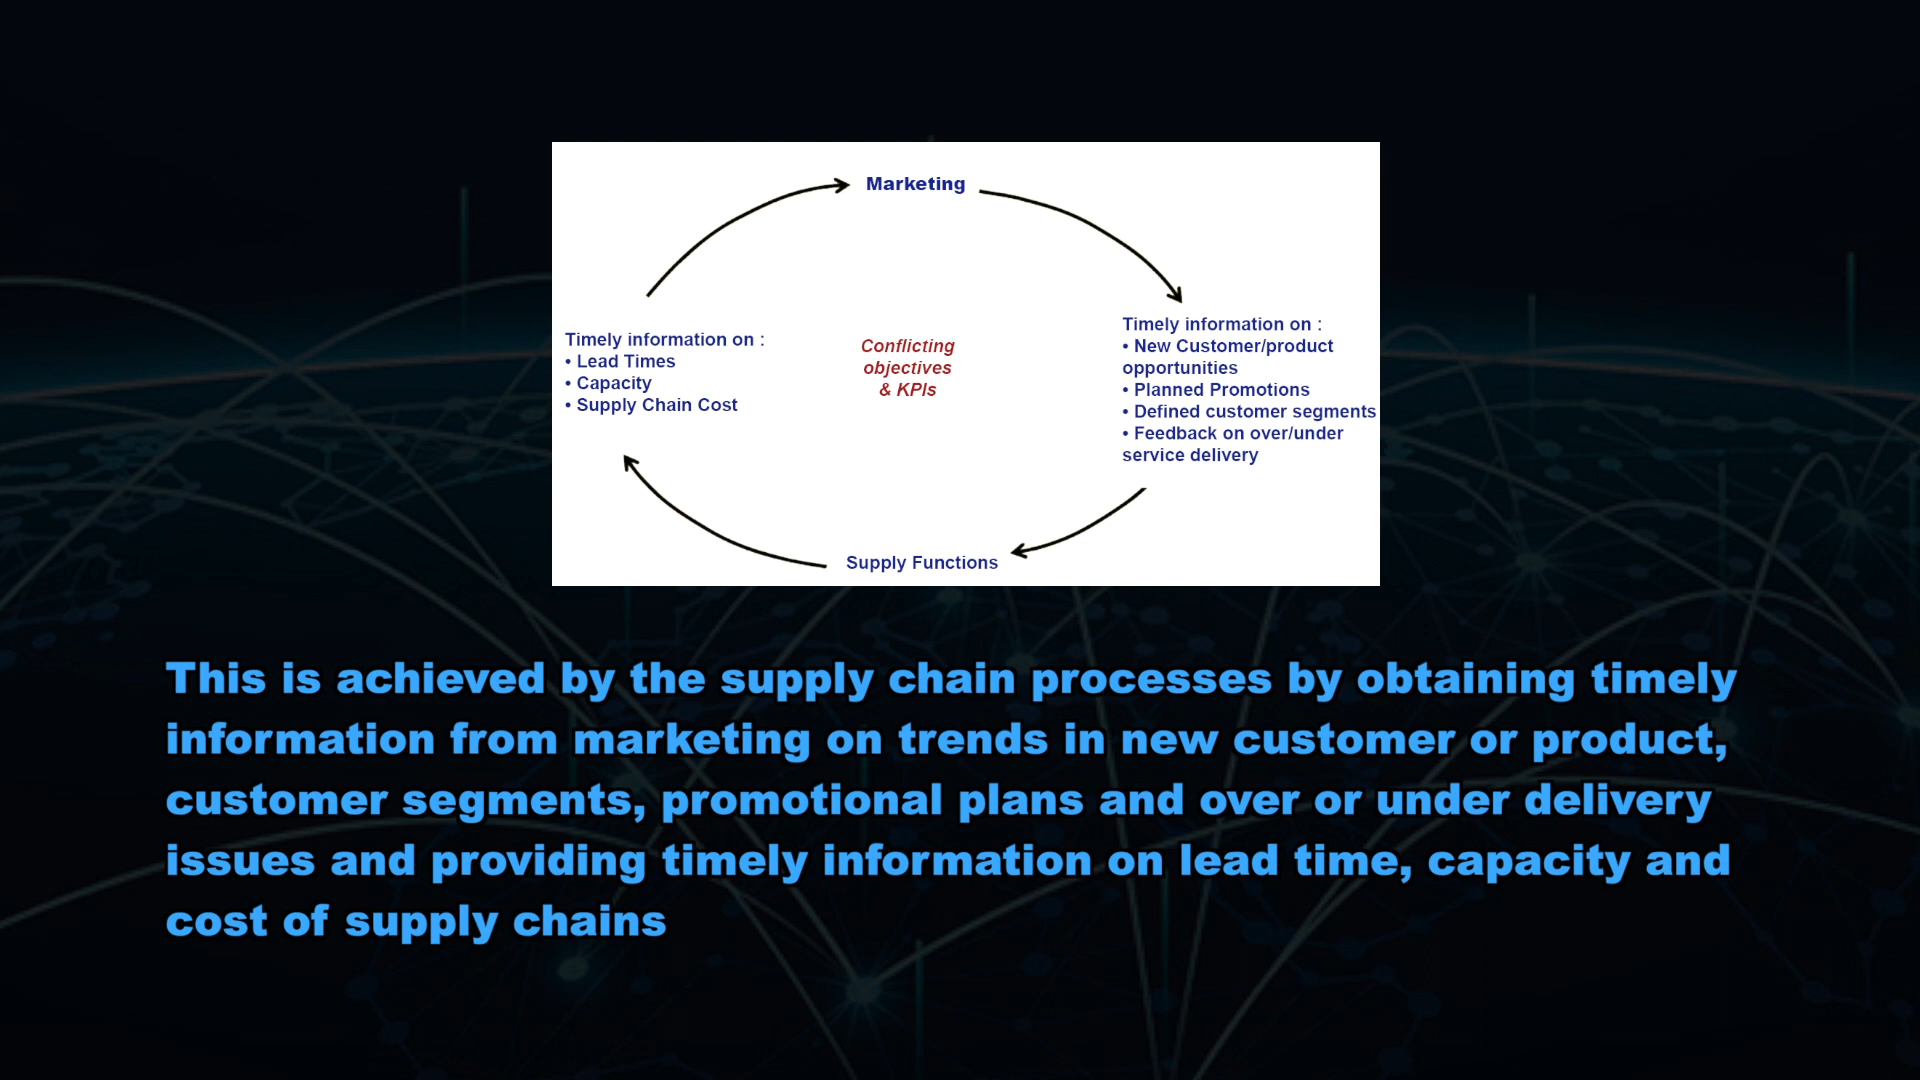 Marketing
Timely information on :
• Lead Times
• Capacity
• Supply Chain Cost
Conflicting
objectives
& KPIs
Timely information on :
• New Customer/product
opportunities
• Planned Promotions
• Defined customer segments
• Feedback on over/under
service delivery
Supply Functions
This is achieved by the supply chain processes by obtaining timely
information from marketing on trends in new customer or product,
customer segments, promotional plans and over or under delivery
issues and providing timely information on lead time, capacity and
cost of supply chains